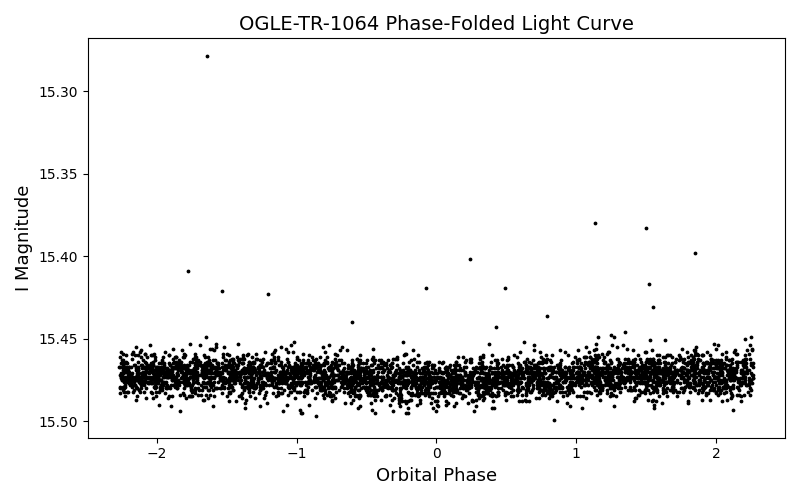 OGLE-TR-1064 Phase-Folded Light Curve
15.30
15.35
15.40
15.45
15.50
I Magnitude
−2 −1 0 1 2
Orbital Phase